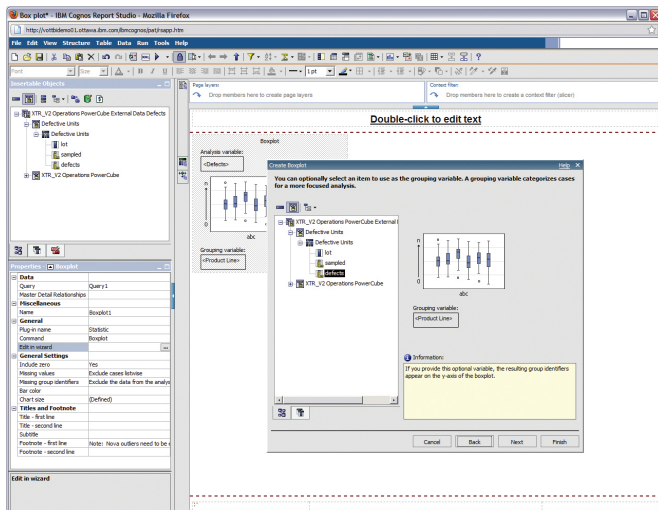 Box plot* - IBM Cognos Report Studio - Mozilla Firefox
http://vottbidemo01.ottawa.ibm.com/ibmcognos/pat/rsapp.htm
File Edit View Structure Table Data Run Tools Help
Font
Size
1 pt
Insertable Objects
XTR_V2 Operations PowerCube External Data Defects
Defective Units
Defective Units
lot
sampled
defects
XTR_V2 Operations PowerCube
Properties - Boxplot
Data
Query Query1
Master Detail Relationships
Miscellaneous
Name Boxplot1
General
Plug-in name Statistic
Command Boxplot
Edit in wizard ...
General Settings
Include zero Yes
Missing values Exclude cases listwise
Missing group identifiers Exclude the data from the analys
Bar color
Chart size (Defined)
Titles and Footnote
Title - first line
Title - second line
Subtitle
Footnote - first line Note: Nova outliers need to be
Footnote - second line
Edit in wizard
Page layers:
Drop members here to create page layers
Context filter:
Drop members here to create a context filter (slicer)
Double-click to edit text
Boxplot
Analysis variable:
<Defects>
n
0
abc
Grouping variable:
<Product Line>
Create Boxplot
Help X
You can optionally select an item to use as the grouping variable. A grouping variable categorizes cases
for a more focused analysis.
XTR_V2 Operations PowerCube External
Defective Units
Defective Units
lot
sampled
defects
XTR_V2 Operations PowerCube
n
0
abc
Grouping variable:
<Product Line>
Information:
If you provide this optional variable, the resulting group identifiers
appear on the y-axis of the boxplot.
Cancel Back Next Finish